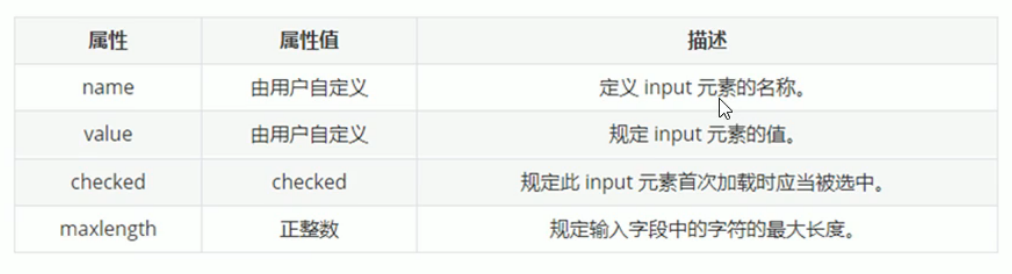 属性 属性值 描述
name 由用户自定义 定义 input 元素的名称。
value 由用户自定义 规定 input 元素的值。
checked checked 规定此 input 元素首次加载时应当被选中。
maxlength 正整数 规定输入字段中的字符的最大长度。